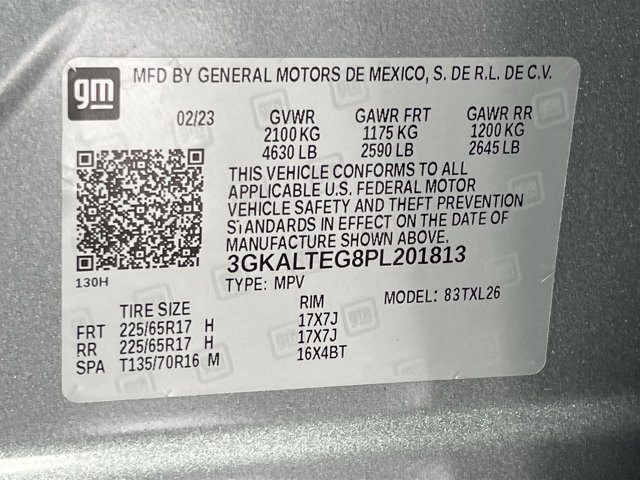 gm
MFD BY GENERAL MOTORS DE MEXICO, S. DE R.L. DE C.V.
02/23 GVWR GAWR FRT GAWR RR
2100 KG 1175 KG 1200 KG
4630 LB 2590 LB 2645 LB
THIS VEHICLE CONFORMS TO ALL
APPLICABLE U.S. FEDERAL MOTOR
VEHICLE SAFETY AND THEFT PREVENTION
STANDARDS IN EFFECT ON THE DATE OF
MANUFACTURE SHOWN ABOVE.
3GKALTEG8PL201813
130H
TYPE: MPV MODEL: 83TXL26
TIRE SIZE RIM
FRT 225/65R17 H 17X7J
RR 225/65R17 H 17X7J
SPA T135/70R16 M 16X4BT